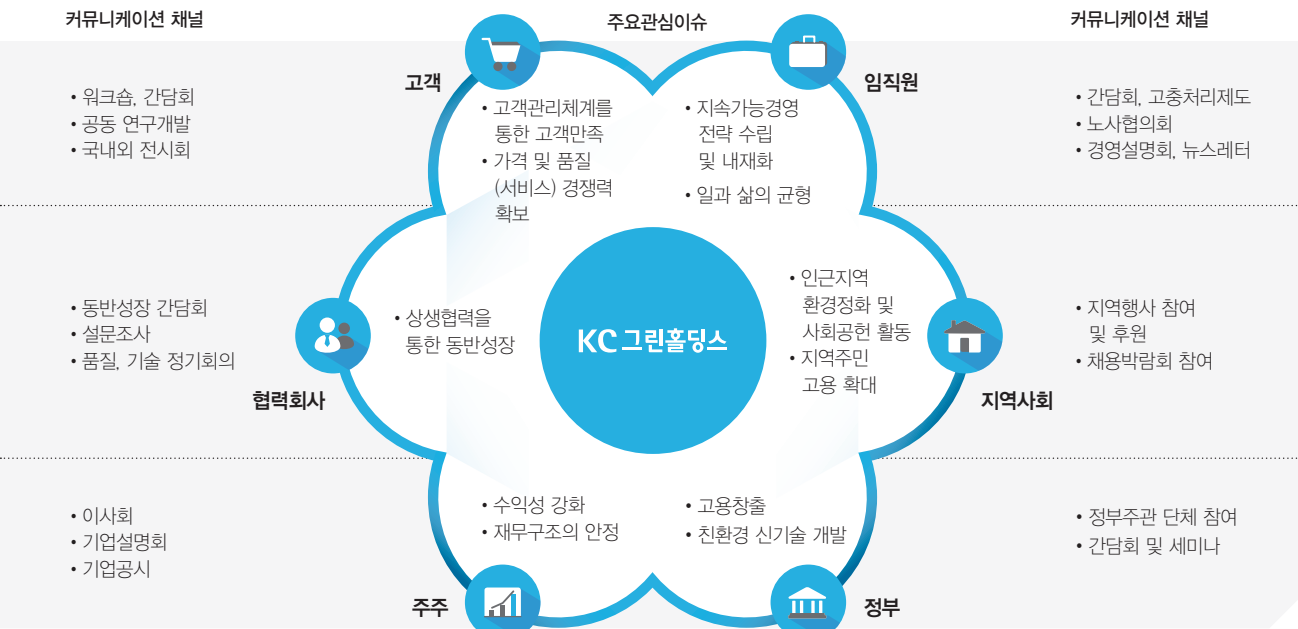 커뮤니케이션 채널
주요관심이슈
커뮤니케이션 채널
고객
• 워크숍, 간담회
• 공동 연구개발
• 국내외 전시회
• 고객관리체계를
통한 고객만족
• 가격 및 품질
(서비스) 경쟁력
확보
임직원
• 지속가능경영
전략 수립
및 내재화
• 일과 삶의 균형
• 간담회, 고충처리제도
• 노사협의회
• 경영설명회, 뉴스레터
• 동반성장 간담회
• 설문조사
• 품질, 기술 정기회의
협력회사
• 상생협력을
통한 동반성장
KC그린홀딩스
• 인근지역
환경정화 및
사회공헌 활동
• 지역주민
고용 확대
지역사회
• 지역행사 참여
및 후원
• 채용박람회 참여
• 이사회
• 기업설명회
• 기업공시
주주
• 수익성 강화
• 재무구조의 안정
• 고용창출
• 친환경 신기술 개발
정부
• 정부주관 단체 참여
• 간담회 및 세미나